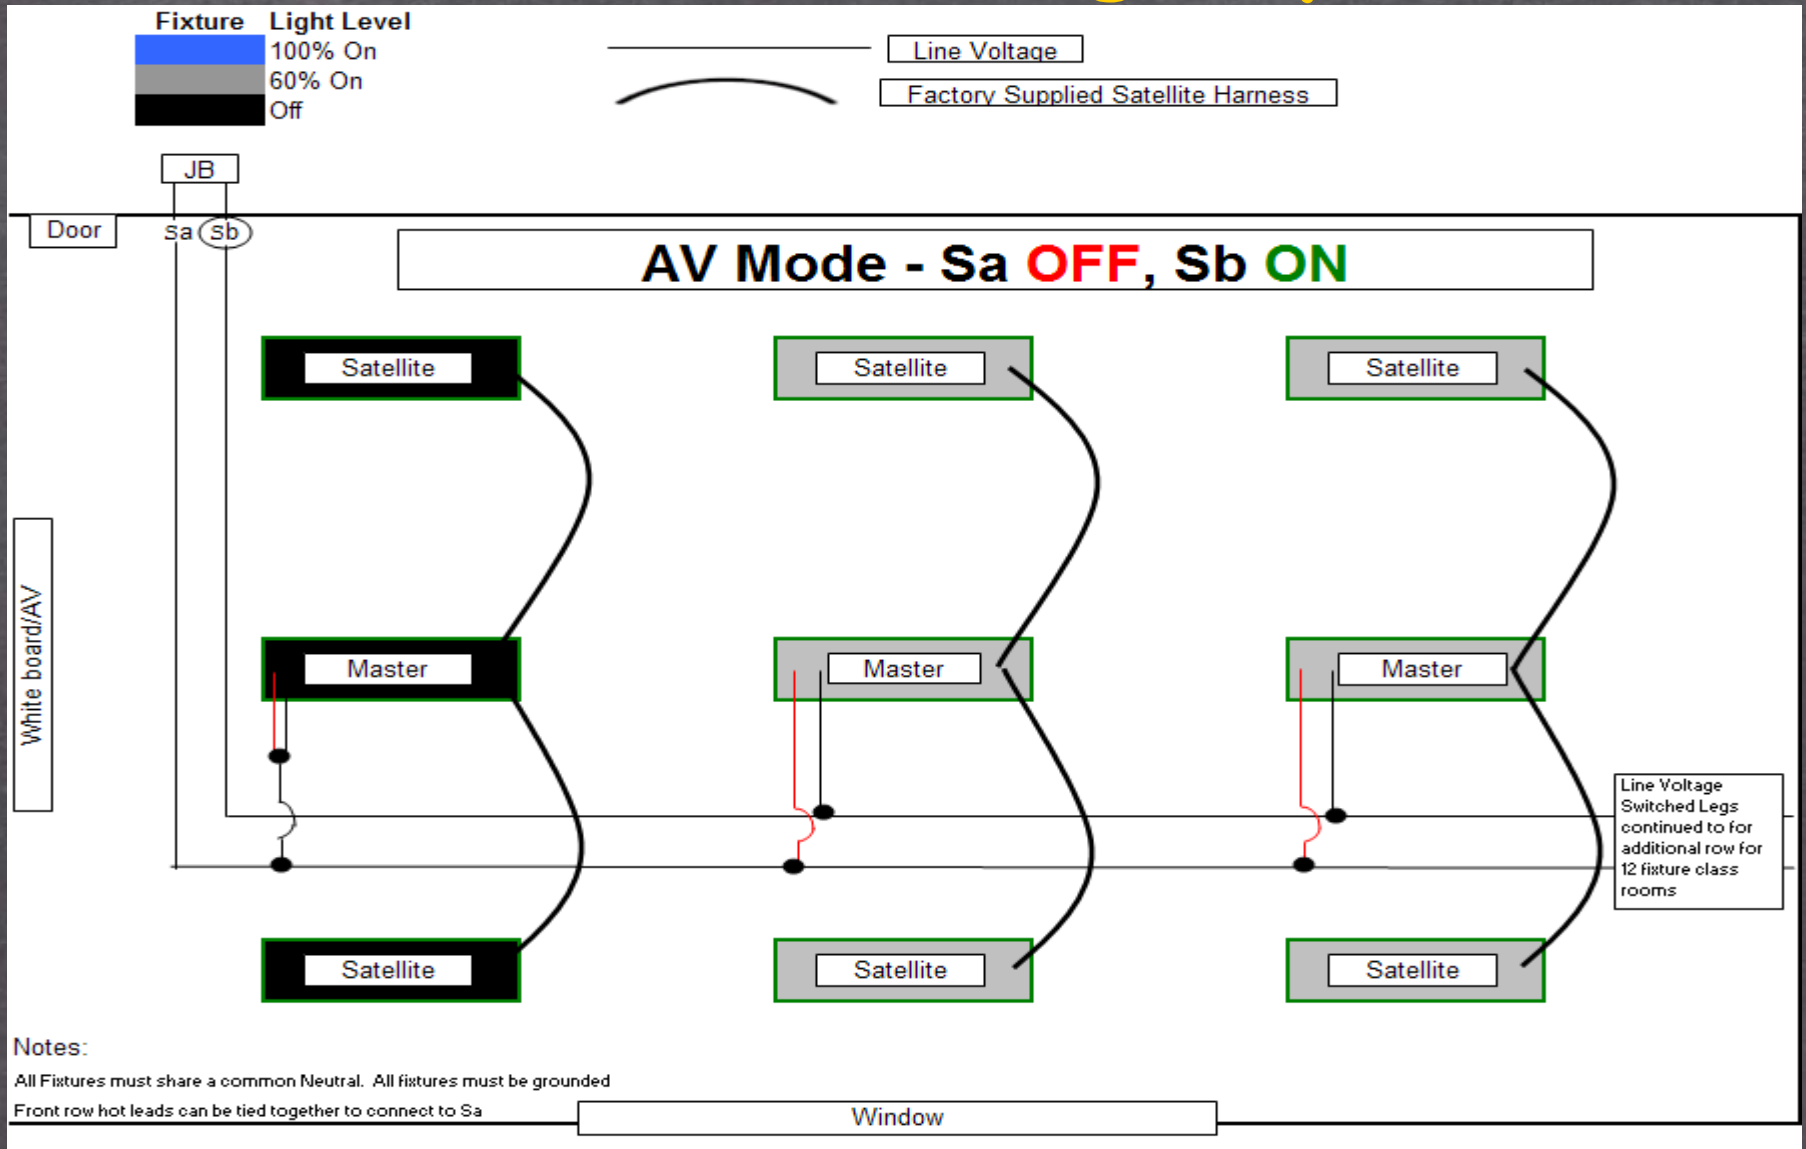 Fixture Light Level
100% On
60% On
Off
Line Voltage
Factory Supplied Satellite Harness
JB
Door
Sa
Sb
AV Mode - Sa OFF, Sb ON
Satellite
Satellite
Satellite
White board/AV
Master
Master
Master
Line Voltage
Switched Legs
continued to for
additional row for
12 fixture class
rooms
Satellite
Satellite
Satellite
Notes:
All Fixtures must share a common Neutral. All fixtures must be grounded
Front row hot leads can be tied together to connect to Sa
Window